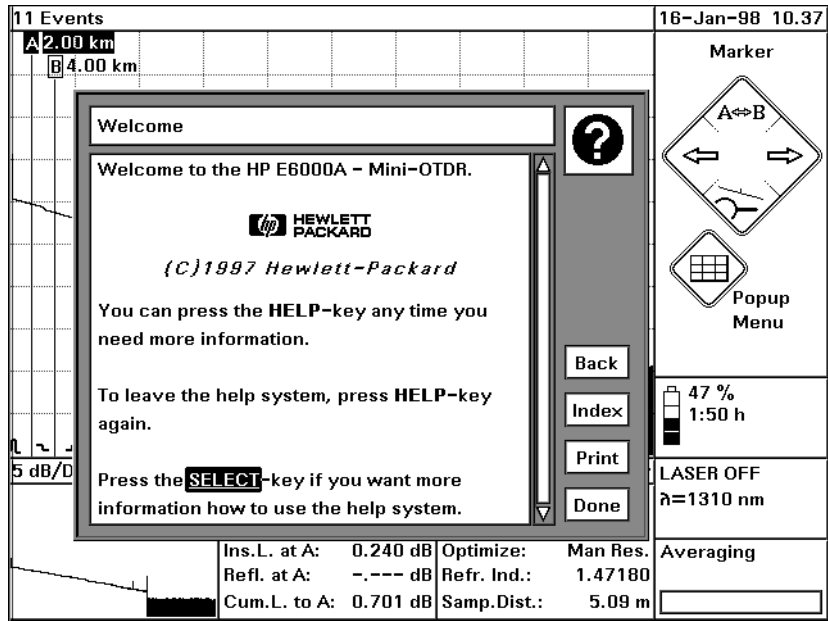 11 Events
16-Jan-98 10.37
A 2.00 km
B 4.00 km
Marker
A⇔B
Welcome
?
Welcome to the HP E6000A - Mini-OTDR.
hp HEWLETT
PACKARD
(C)1997 Hewlett-Packard
You can press the HELP-key any time you
need more information.
To leave the help system, press HELP-key
again.
Press the SELECT-key if you want more
information how to use the help system.
Back
Index
Print
Done
Popup
Menu
47 %
1:50 h
5 dB/D
LASER OFF
λ=1310 nm
Ins.L. at A: 0.240 dB
Refl. at A: -.--- dB
Cum.L. to A: 0.701 dB
Optimize: Man Res.
Refr. Ind.: 1.47180
Samp.Dist.: 5.09 m
Averaging